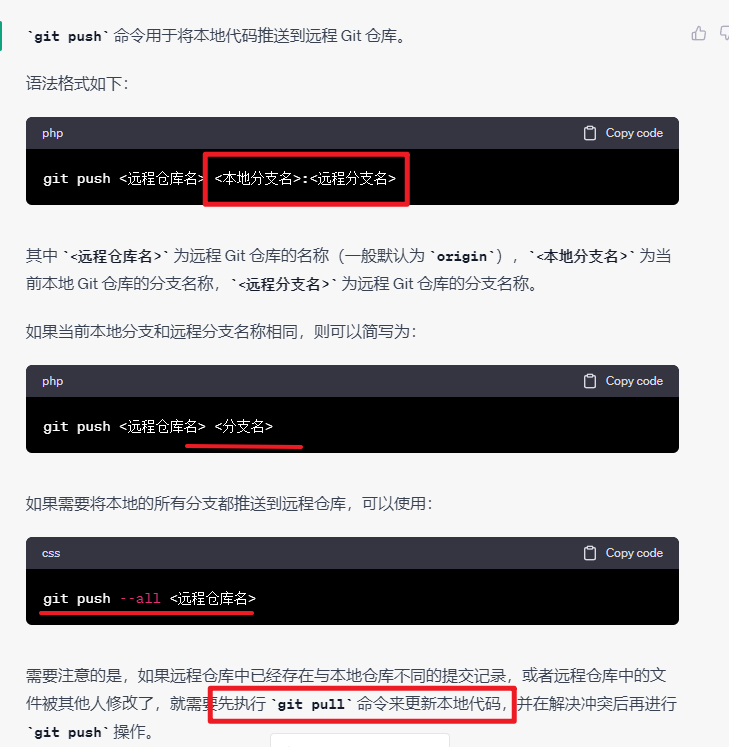 `git push` 命令用于将本地代码推送到远程 Git 仓库。
语法格式如下：
php
Copy code
git push <远程仓库名> <本地分支名>:<远程分支名>
其中 `<远程仓库名>` 为远程 Git 仓库的名称（一般默认为 `origin`），`<本地分支名>` 为当
前本地 Git 仓库的分支名称，`<远程分支名>` 为远程 Git 仓库的分支名称。
如果当前本地分支和远程分支名称相同，则可以简写为：
php
Copy code
git push <远程仓库名> <分支名>
如果需要将本地的所有分支都推送到远程仓库，可以使用：
css
Copy code
git push --all <远程仓库名>
需要注意的是，如果远程仓库中已经存在与本地仓库不同的提交记录，或者远程仓库中的文
件被其他人修改了，就需要先执行 `git pull` 命令来更新本地代码，并在解决冲突后再进行
`git push` 操作。